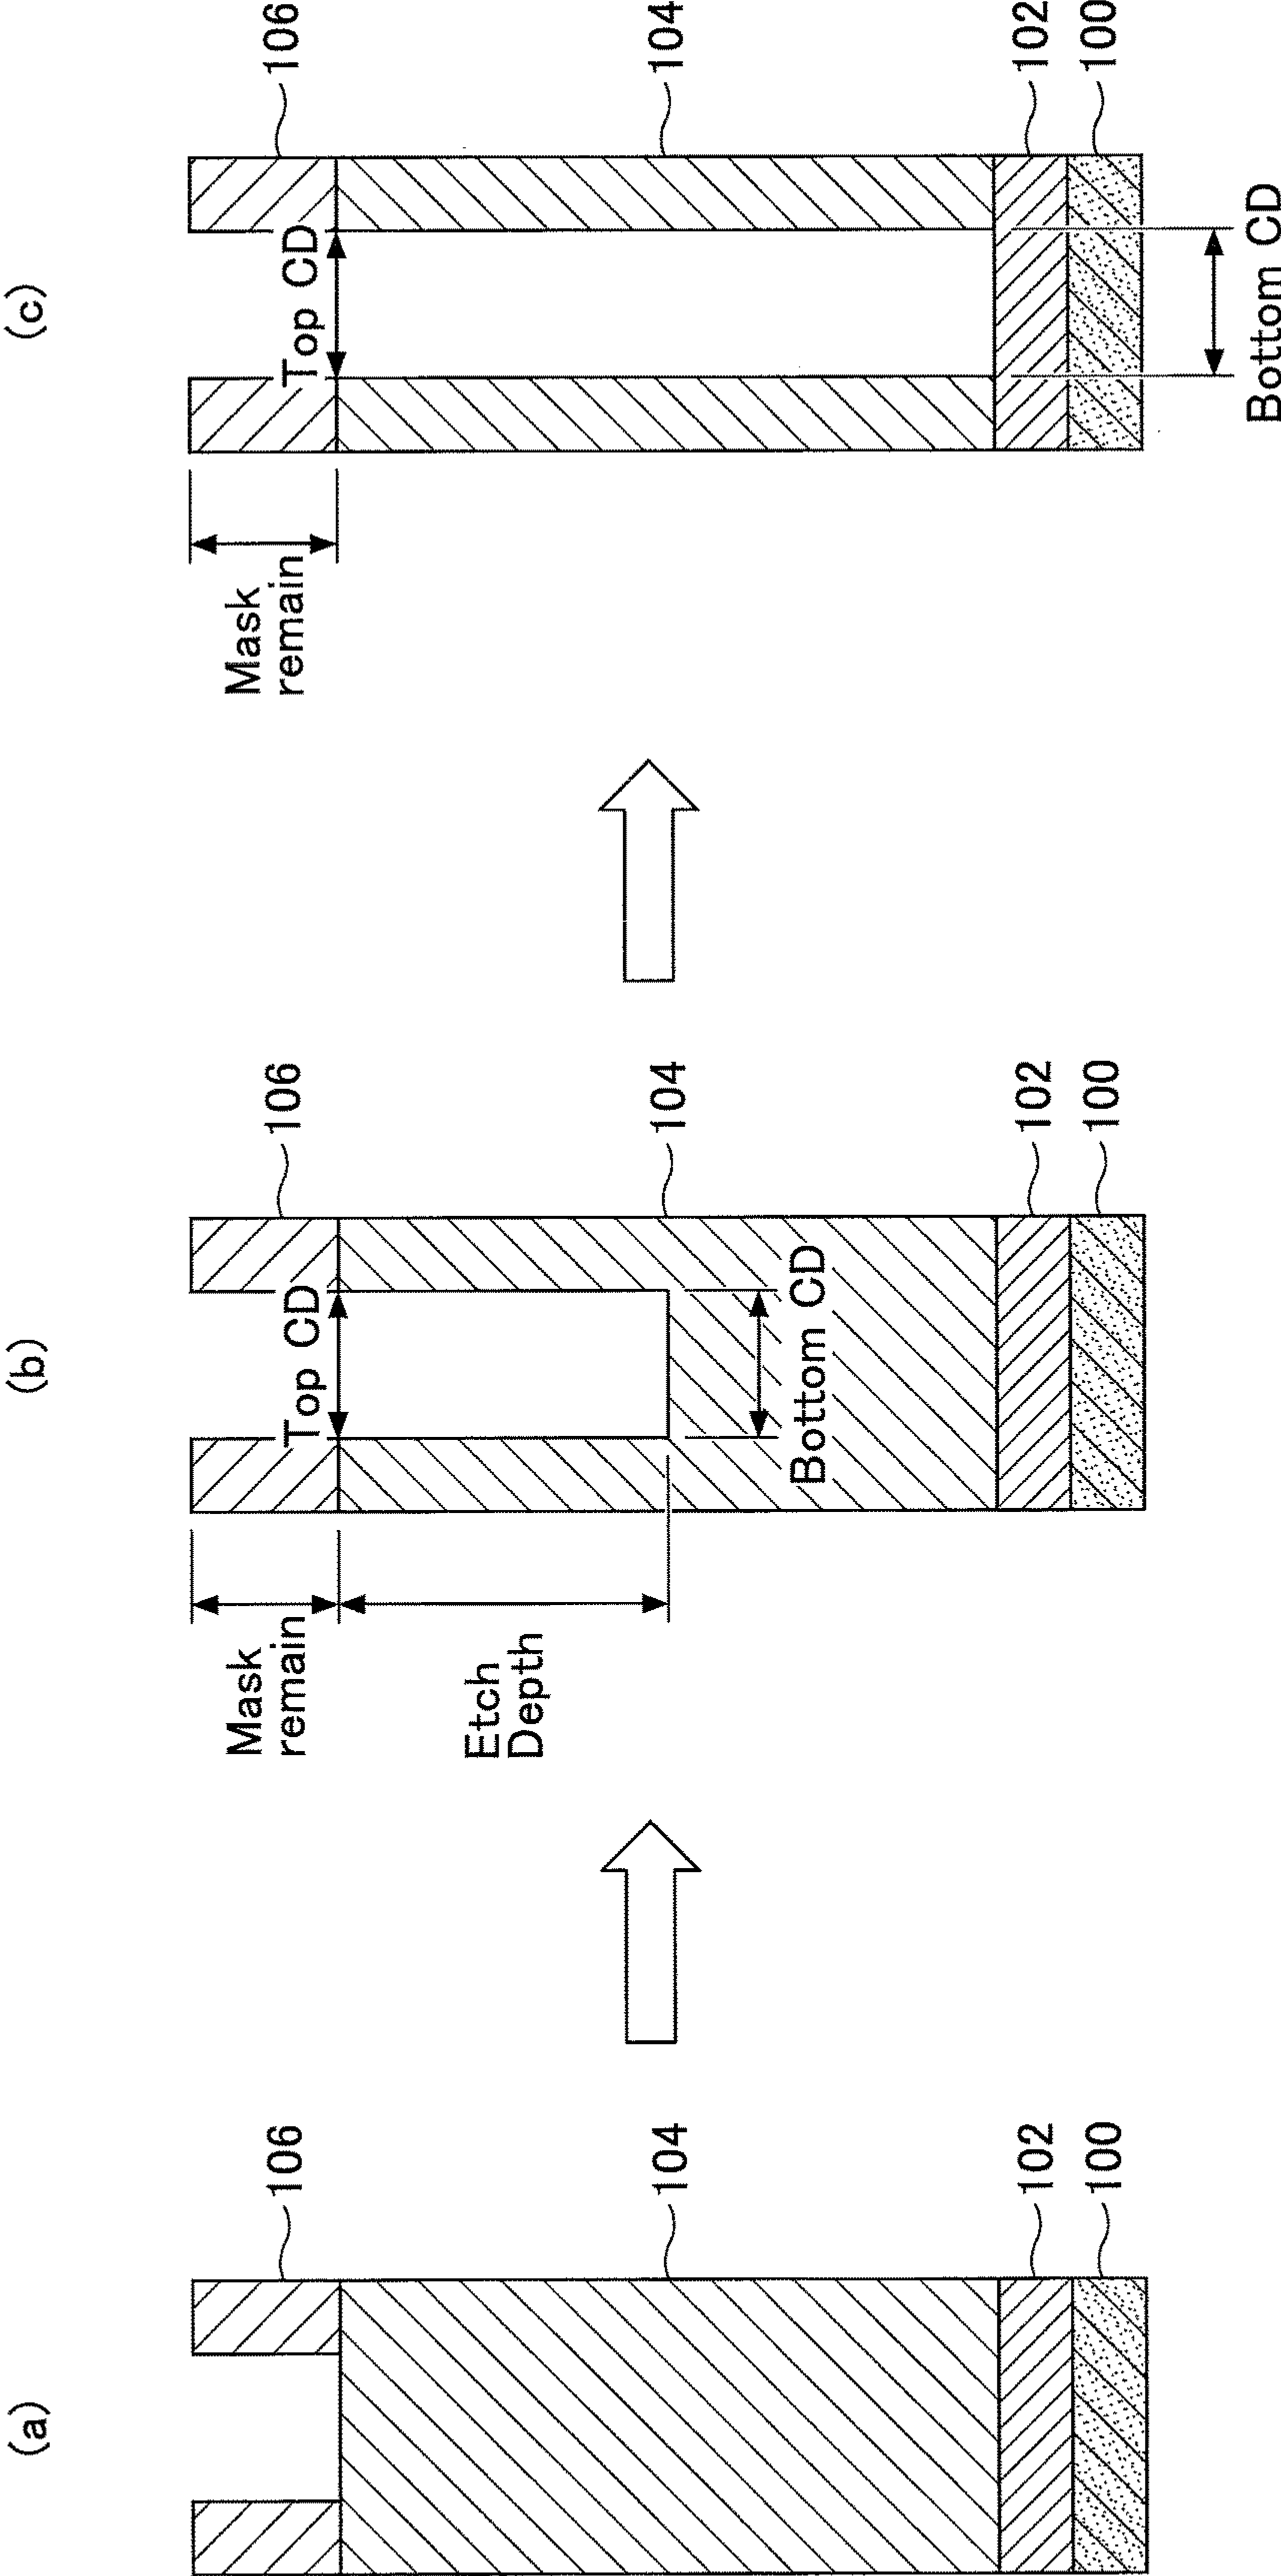 (a)
106
104
102
100
(b)
Mask
remain
Etch
Depth
Top CD
Bottom CD
106
104
102
100
(c)
Mask
remain
Top CD
Bottom CD
106
104
102
100